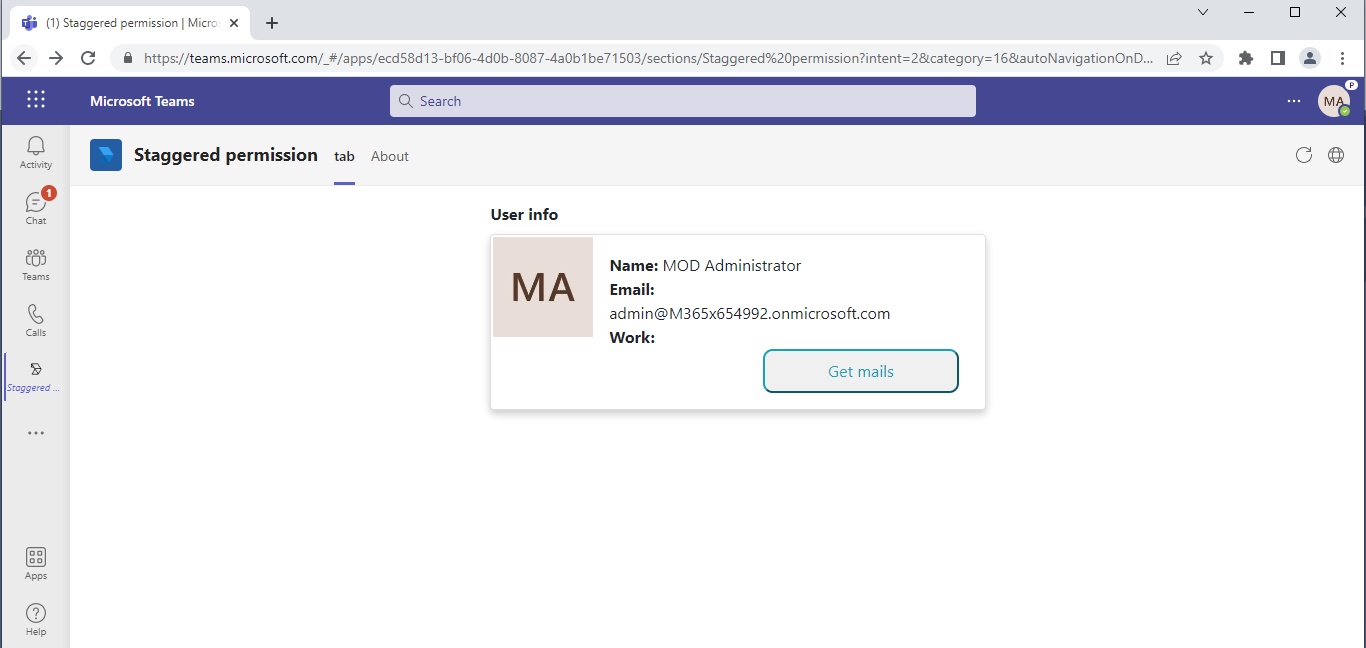 (1) Staggered permission | Micros
https://teams.microsoft.com/_#/apps/ecd58d13-bf06-4d0b-8087-4a0b1be71503/sections/Staggered%20permission?intent=2&category=16&autoNavigationOnD...
Microsoft Teams
Search
MA
P
Activity
1
Chat
Teams
Calls
Staggered ...
Apps
Help
Staggered permission tab About
User info
MA
Name: MOD Administrator
Email:
admin@M365x654992.onmicrosoft.com
Work:
Get mails